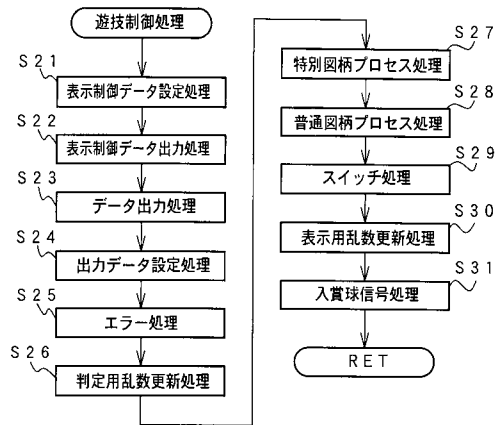 遊技制御処理
S21
表示制御データ設定処理
S22
表示制御データ出力処理
S23
データ出力処理
S24
出力データ設定処理
S25
エラー処理
S26
判定用乱数更新処理
S27
特別図柄プロセス処理
S28
普通図柄プロセス処理
S29
スイッチ処理
S30
表示用乱数更新処理
S31
入賞球信号処理
RET